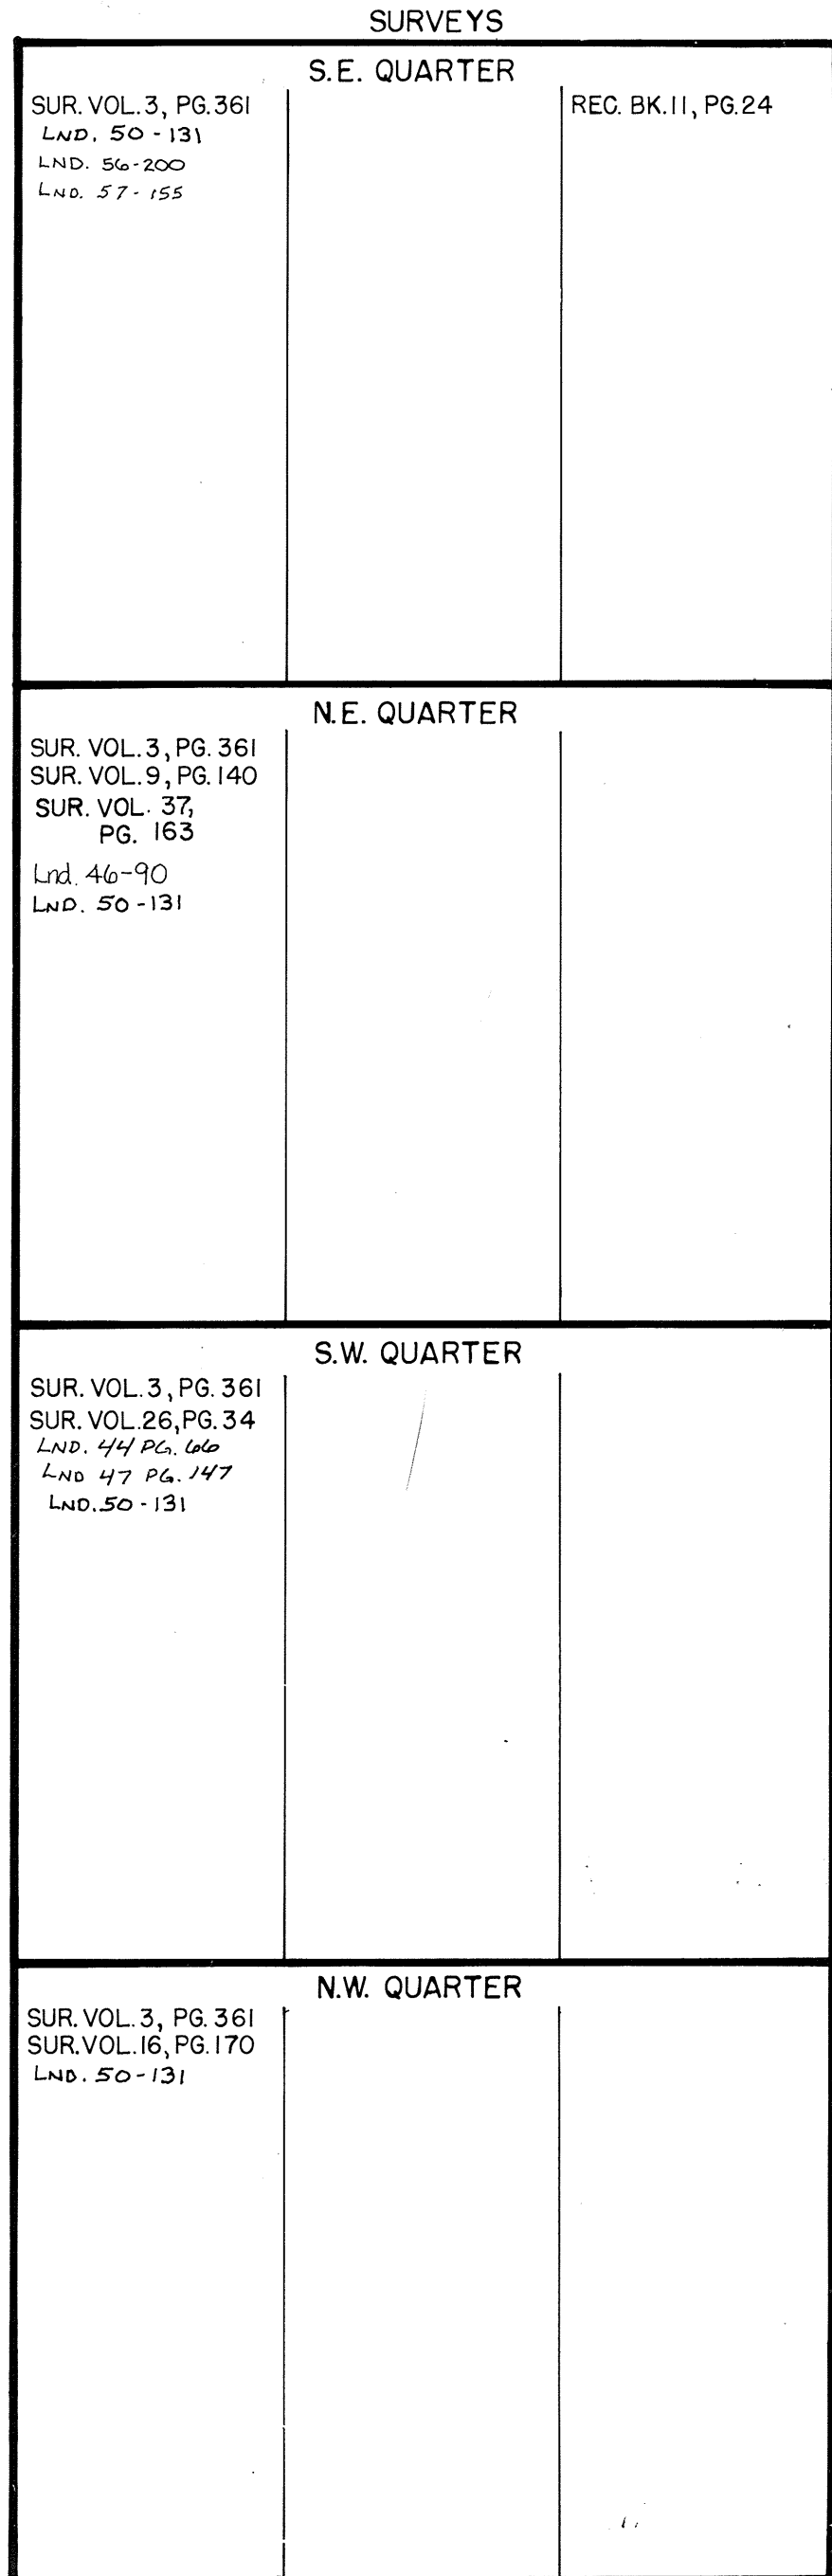 SURVEYS
S.E. QUARTER
SUR. VOL. 3, PG. 361
LND. 50-131
LND. 56-200
LND. 57-155
REC. BK. 11, PG. 24
N.E. QUARTER
SUR. VOL. 3, PG. 361
SUR. VOL. 9, PG. 140
SUR. VOL. 37,
PG. 163
Lnd. 46-90
LND. 50-131
S.W. QUARTER
SUR. VOL. 3, PG. 361
SUR. VOL. 26, PG. 34
LND. 44 PG. 66
LND 47 PG. 147
LND. 50-131
N.W. QUARTER
SUR. VOL. 3, PG. 361
SUR. VOL. 16, PG. 170
LND. 50-131